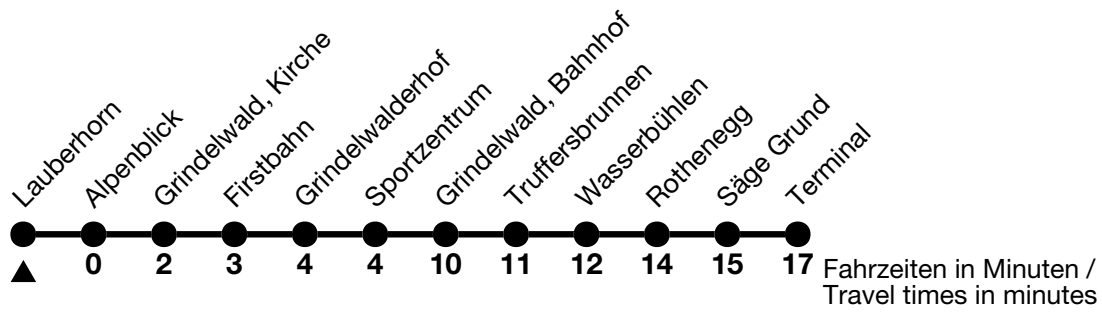 Lauberhorn
Alpenblick
Grindelwald, Kirche
Firstbahn
Grindelwalderhof
Sportzentrum
Grindelwald, Bahnhof
Truffersbrunnen
Wasserbühlen
Rothenegg
Säge Grund
Terminal
0 2 3 4 4 10 11 12 14 15 17
Fahrzeiten in Minuten /
Travel times in minutes